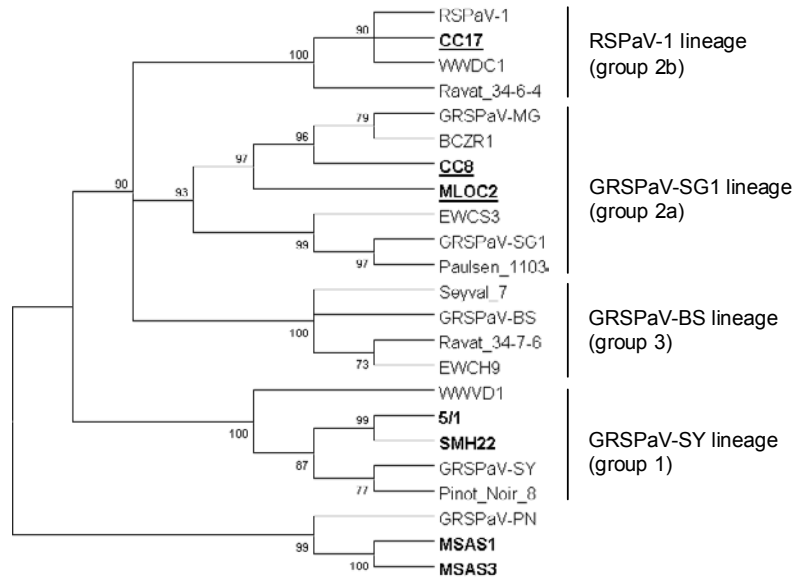 RSPaV-1
CC17
WWDC1
Ravat_34-6-4
GRSPaV-MG
BCZR1
CC8
MLOC2
EWCS3
GRSPaV-SG1
Paulsen_1103
Seyval_7
GRSPaV-BS
Ravat_34-7-6
EWCH9
WWVD1
5/1
SMH22
GRSPaV-SY
Pinot_Noir_8
GRSPaV-PN
MSAS1
MSAS3
90
100
79
96
97
93
90
99
97
100
73
99
100
87
77
99
100
RSPaV-1 lineage
(group 2b)
GRSPaV-SG1 lineage
(group 2a)
GRSPaV-BS lineage
(group 3)
GRSPaV-SY lineage
(group 1)